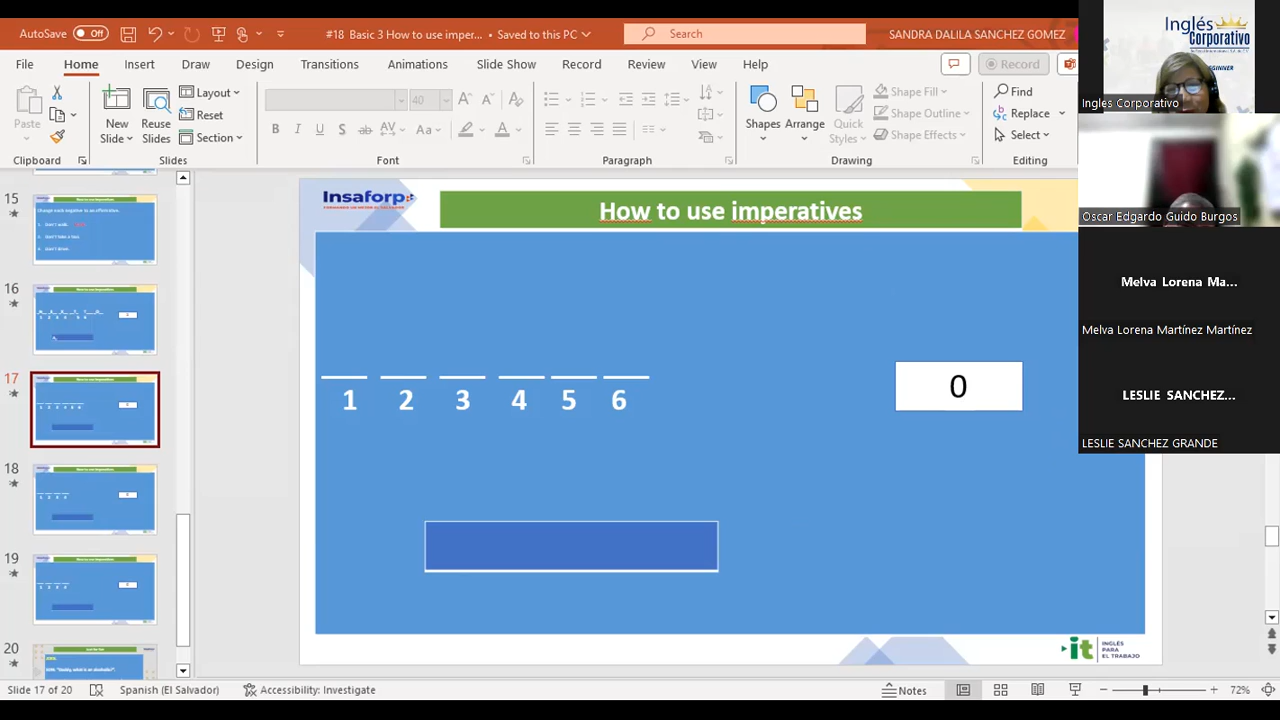 AutoSave Off
#18 Basic 3 How to use imper... • Saved to this PC
Search
SANDRA DALILA SANCHEZ GOMEZ
File Home Insert Draw Design Transitions Animations Slide Show Record Review View Help
Record
Paste
New Slide
Reuse Slides
Layout
Reset
Section
40
Shapes
Arrange
Quick Styles
Shape Fill
Shape Outline
Shape Effects
Find
Replace
Select
Clipboard Slides Font Paragraph Drawing Editing
15
16
17
18
19
20
Insaforp
How to use imperatives
1 2 3 4 5 6
0
it
INGLÉS
PARA
EL TRABAJO
Inglés
Corporativo
Ingles Corporativo
Oscar Edgardo Guido Burgos
Melva Lorena Ma...
Melva Lorena Martínez Martínez
LESLIE SANCHEZ...
LESLIE SANCHEZ GRANDE
Slide 17 of 20
Spanish (El Salvador)
Accessibility: Investigate
Notes
72%